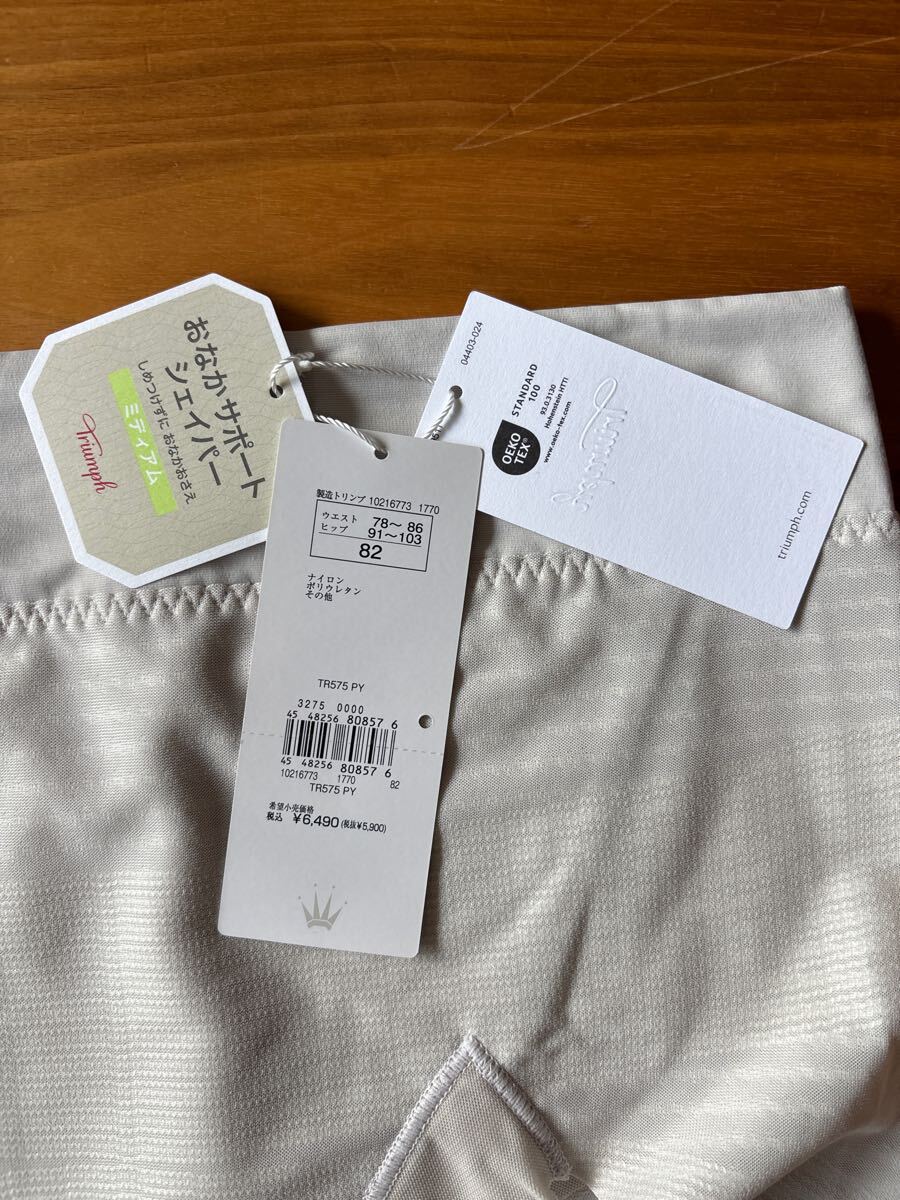 おなかサポート
シェイパー
しめつけずに おなかおさえ
ミディアム
Triumph
製造トリンプ 10216773 1770
ウエスト 78〜 86
ヒップ 91〜103
82
ナイロン
ポリウレタン
その他
TR575 PY
3275 0000
45 48256 80857 6
45 48256 80857 6
10216773 1770 82
TR575 PY
希望小売価格
税込 ¥6,490 (税抜¥5,900)
04403-024
OEKO
TEX®
STANDARD
100
93.0.3130
Hohenstein HTTI
www.oeko-tex.com
Triumph
triumph.com